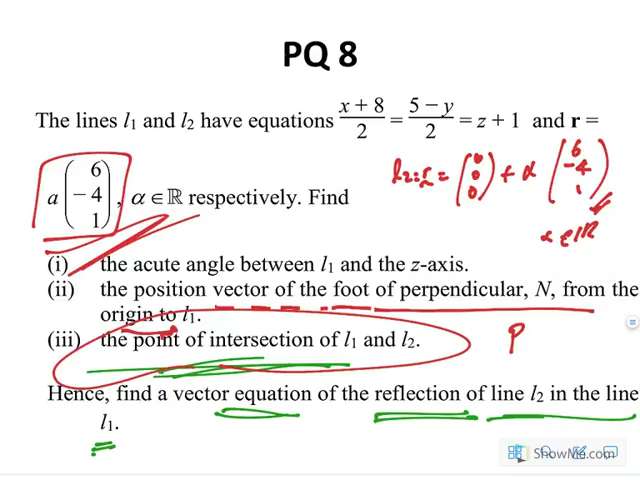 PQ 8
The lines l₁ and l₂ have equations (x + 8)/2 = (5 − y)/2 = z + 1 and r =
l₂: r = (0 0 0) + α (6 −4 1)
a (6 −4 1), α ∈ ℝ respectively. Find
α ∈ ℝ
(i) the acute angle between l₁ and the z-axis.
(ii) the position vector of the foot of perpendicular, N, from the
origin to l₁.
(iii) the point of intersection of l₁ and l₂.
P
Hence, find a vector equation of the reflection of line l₂ in the line
l₁.
ShowMe.com